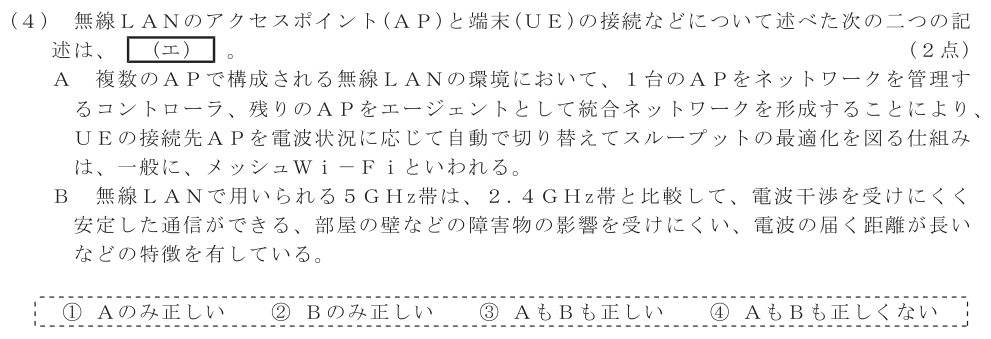 (４) 無線ＬＡＮのアクセスポイント(ＡＰ)と端末(ＵＥ)の接続などについて述べた次の二つの記
述は、 (エ) 。 (２点)
Ａ 複数のＡＰで構成される無線ＬＡＮの環境において、１台のＡＰをネットワークを管理す
るコントローラ、残りのＡＰをエージェントとして統合ネットワークを形成することにより、
ＵＥの接続先ＡＰを電波状況に応じて自動で切り替えてスループットの最適化を図る仕組み
は、一般に、メッシュＷｉ－Ｆｉといわれる。
Ｂ 無線ＬＡＮで用いられる５ＧＨz帯は、２.４ＧＨz帯と比較して、電波干渉を受けにくく
安定した通信ができる、部屋の壁などの障害物の影響を受けにくい、電波の届く距離が長い
などの特徴を有している。
① Ａのみ正しい ② Ｂのみ正しい ③ ＡもＢも正しい ④ ＡもＢも正しくない